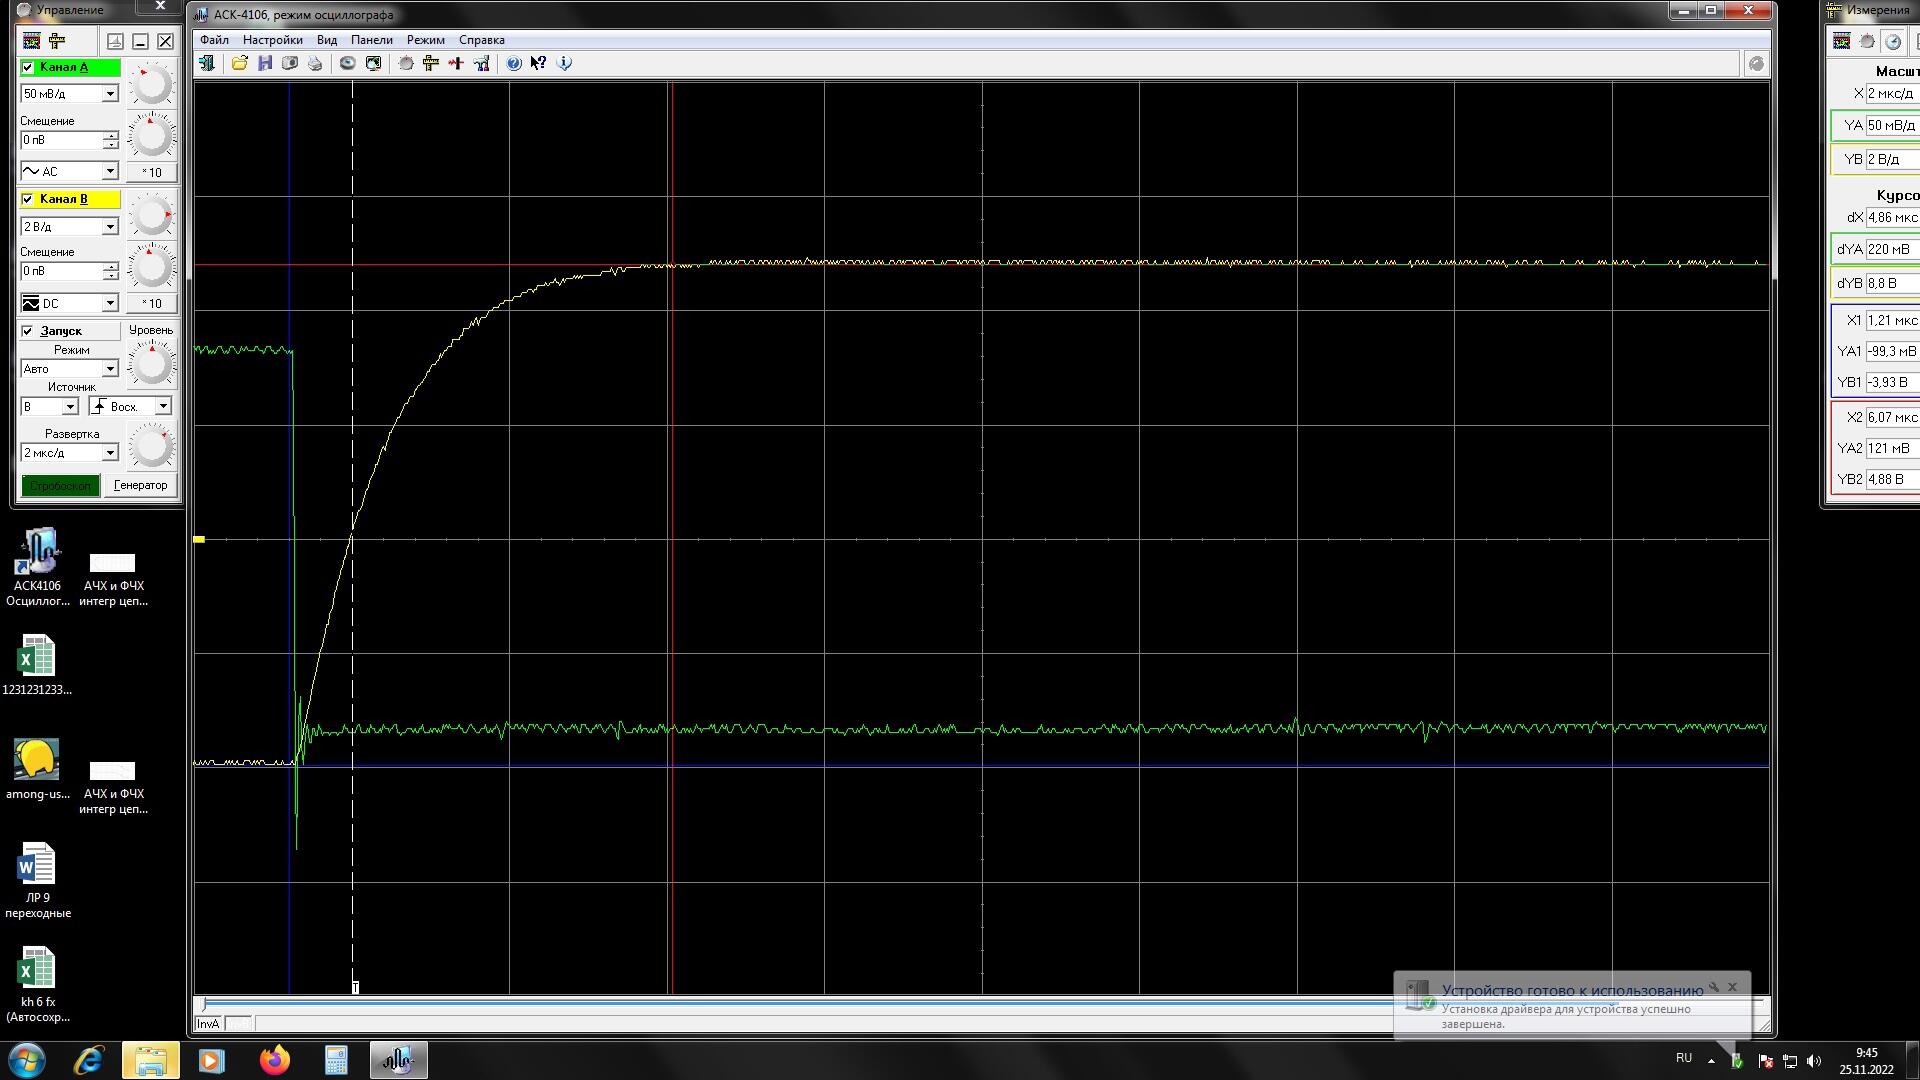 Управление
Канал A
50 мВ/д
Смещение
0 пВ
AC
*10
Канал B
2 В/д
Смещение
0 пВ
DC
*10
Запуск
Уровень
Режим
Авто
Источник
B
Восх.
Развертка
2 мкс/д
Стробоскоп
Генератор
АСК-4106, режим осциллографа
Файл Настройки Вид Панели Режим Справка
T
InvA
Измерения
Масшт
X 2 мкс/д
YA 50 мВ/д
YB 2 В/д
Курсо
dX 4,86 мкс
dYA 220 мВ
dYB 8,8 В
X1 1,21 мкс
YA1 -99,3 мВ
YB1 -3,93 В
X2 6,07 мкс
YA2 121 мВ
YB2 4,88 В
АСК4106
Осциллог...
АЧХ и ФЧХ
интегр цеп...
1231231233...
among-us...
АЧХ и ФЧХ
интегр цеп...
ЛР 9
переходные
kh 6 fx
(Автосохр...
Устройство готово к использованию
Установка драйвера для устройства успешно
завершена.
RU
9:45
25.11.2022